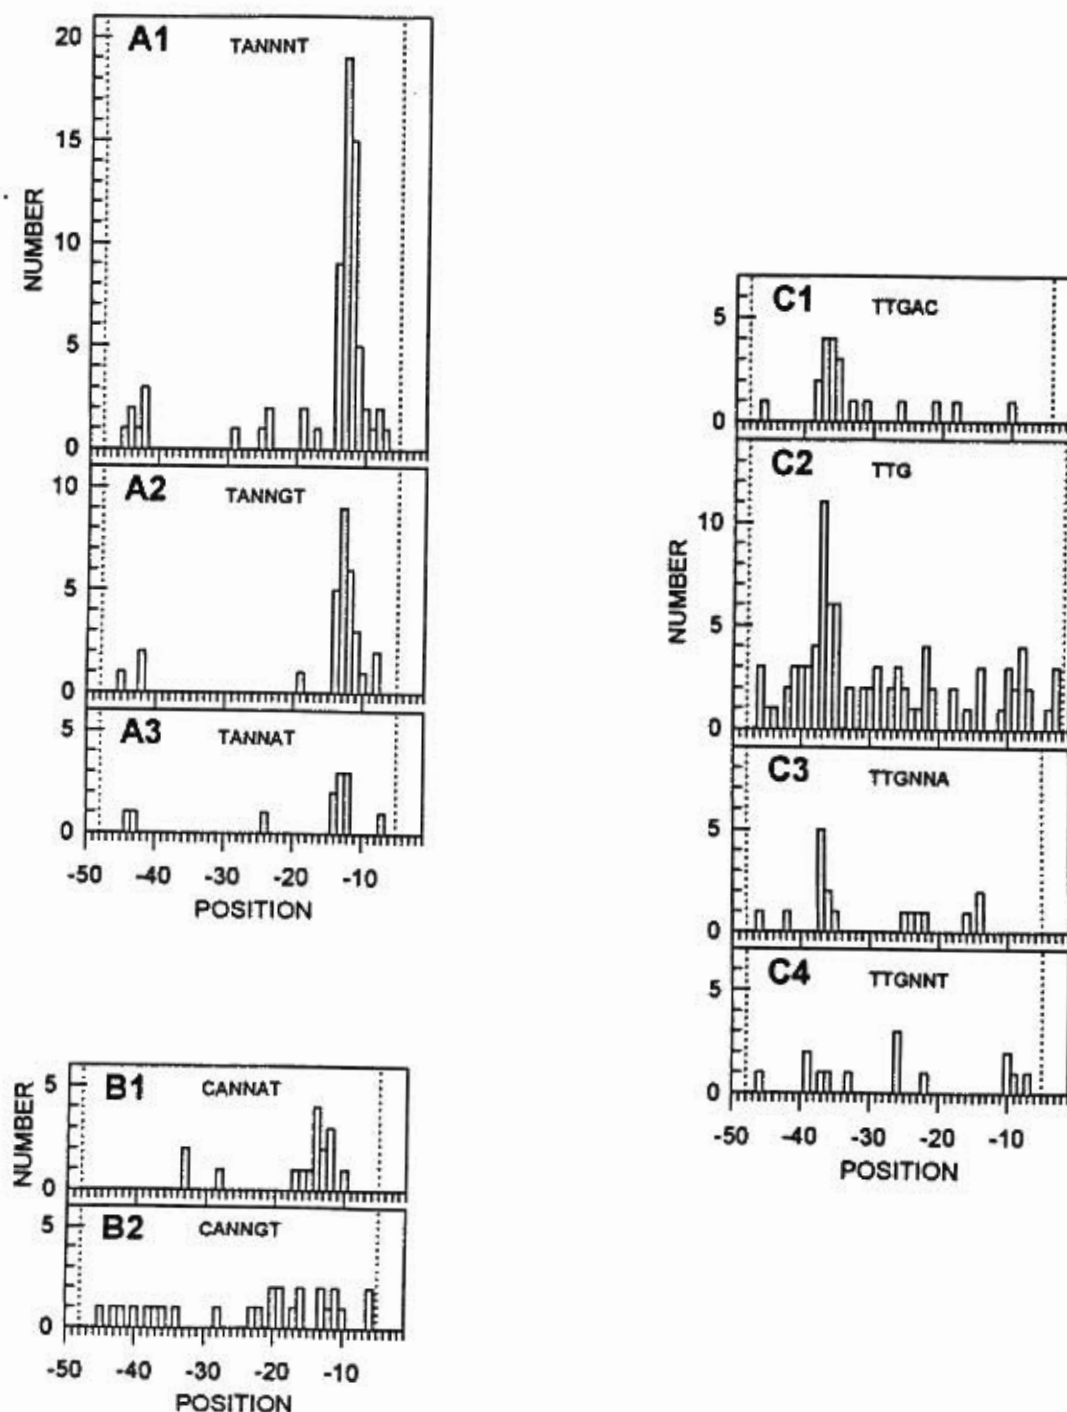 A1 TANNNT
20
15
10
5
0
NUMBER
A2 TANNGT
10
5
0
A3 TANNAT
5
0
-50 -40 -30 -20 -10
POSITION
B1 CANNAT
5
0
NUMBER
B2 CANNGT
5
0
-50 -40 -30 -20 -10
POSITION
C1 TTGAC
5
0
C2 TTG
10
5
0
NUMBER
C3 TTGNNA
5
0
C4 TTGNNT
5
0
-50 -40 -30 -20 -10
POSITION